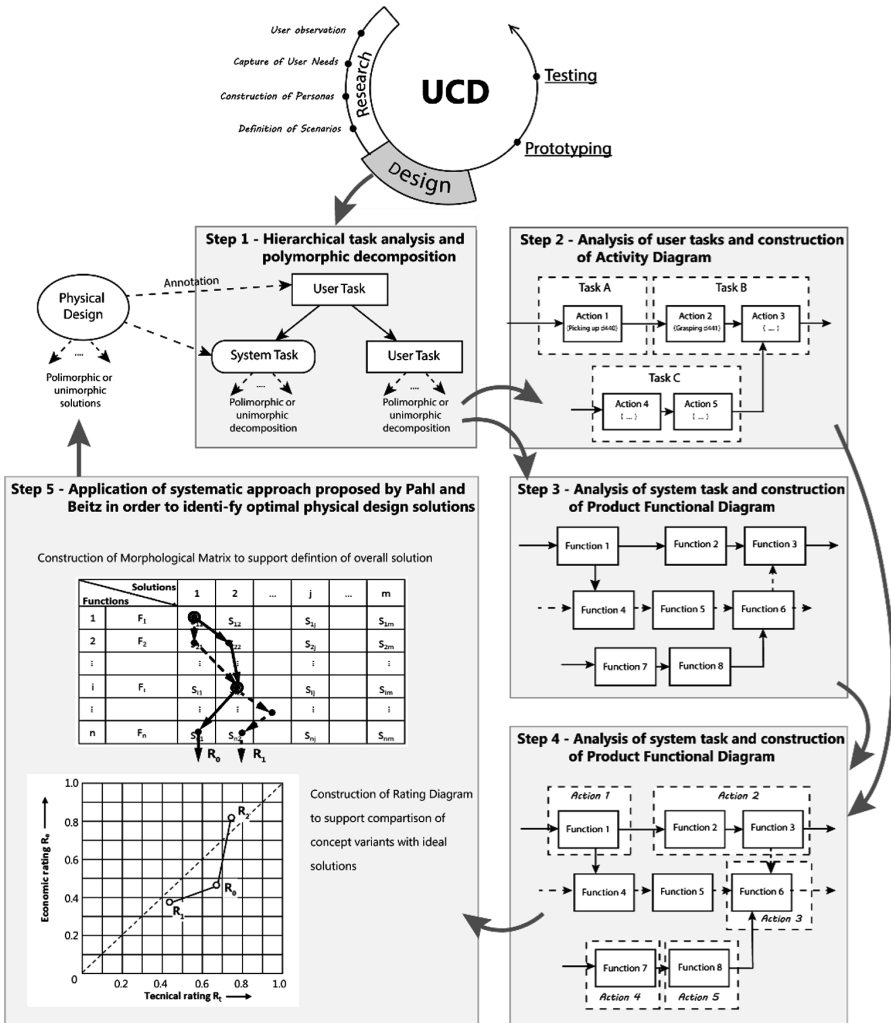 User observation
Capture of User Needs
Construction of Personas
Definition of Scenarios
Research
UCD
Testing
Prototyping
Design
Step 1 - Hierarchical task analysis and
polymorphic decomposition
Physical
Design
Annotation
User Task
System Task
User Task
....
Polimorphic or
unimorphic
solutions
....
Polimorphic or
unimorphic
decomposition
....
Polimorphic or
unimorphic
decomposition
Step 2 - Analysis of user tasks and construction
of Activity Diagram
Task A
Task B
Action 1
{Picking up d440}
Action 2
{Grasping d440}
Action 3
{ ... }
Task C
Action 4
{ ... }
Action 5
{ ... }
Step 3 - Analysis of system task and construction
of Product Functional Diagram
Function 1
Function 2
Function 3
Function 4
Function 5
Function 6
Function 7
Function 8
Step 4 - Analysis of system task and construction
of Product Functional Diagram
Action 1
Action 2
Function 1
Function 2
Function 3
Function 4
Function 5
Function 6
Action 3
Function 7
Function 8
Action 4
Action 5
Step 5 - Application of systematic approach proposed by Pahl and
Beitz in order to identi-fy optimal physical design solutions
Construction of Morphological Matrix to support defintion of overall solution
Solutions
Functions
1 2 ... j ... m
1 F₁ S₁₂ S₁ⱼ S₁ₘ
2 F₂ S₂ⱼ S₂ₘ
⋮ ⋮ ⋮ ⋮ ⋮
i Fᵢ Sᵢ₁ Sᵢⱼ Sᵢₘ
⋮ ⋮ ⋮ ⋮ ⋮
n Fₙ Sₙⱼ Sₙₘ
R₀ R₁
Construction of Rating Diagram
to support comparison of
concept variants with ideal
solutions
1.0
0.8
0.6
0.4
0.2
0
0.2 0.4 0.6 0.8 1.0
Economic rating Rₑ
Tecnical rating Rₜ
R₂
R₀
R₁